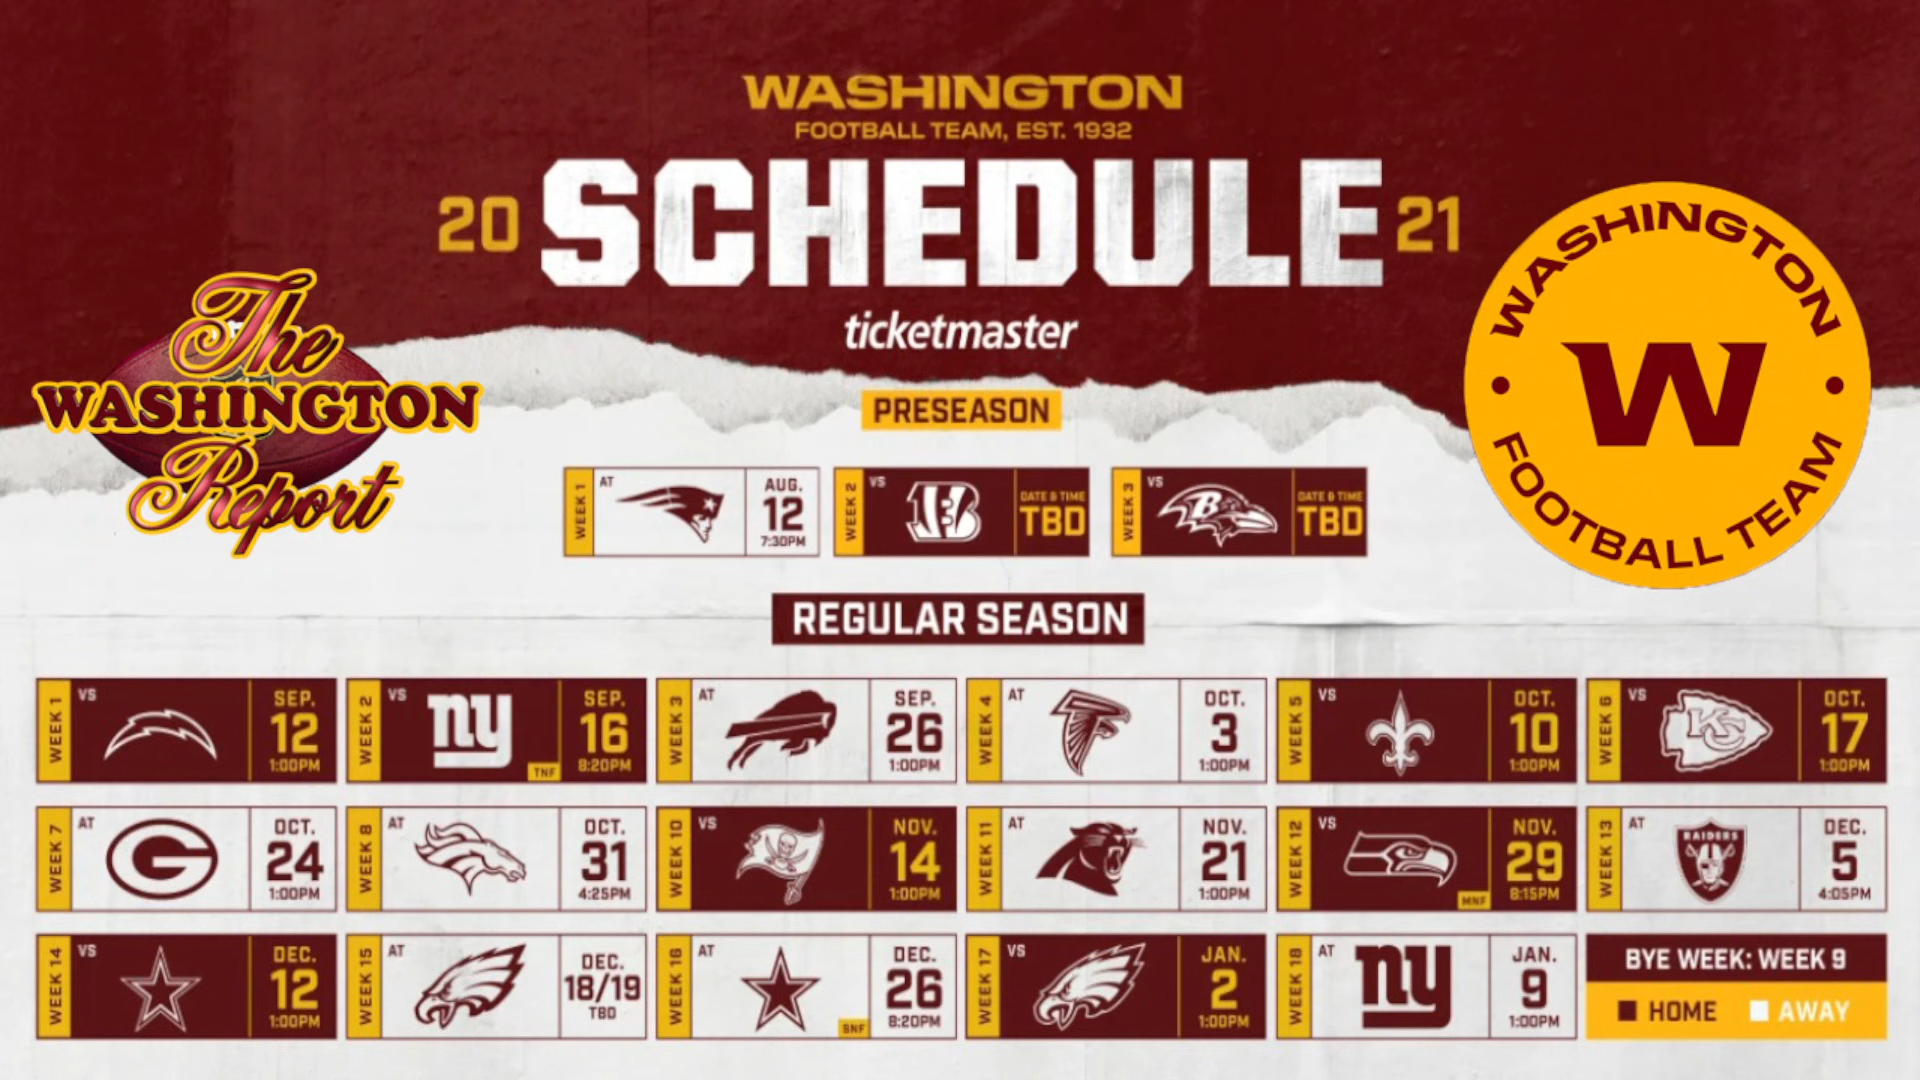 WASHINGTON
FOOTBALL TEAM, EST. 1932
20 SCHEDULE 21
ticketmaster
The
WASHINGTON
Report
WASHINGTON
W
FOOTBALL TEAM
PRESEASON
WEEK 1
AT
AUG.
12
7:30PM
WEEK 2
VS
B
DATE & TIME
TBD
WEEK 3
VS
B
DATE & TIME
TBD
REGULAR SEASON
WEEK 1
VS
SEP.
12
1:00PM
WEEK 2
VS
ny
TNF
SEP.
16
8:20PM
WEEK 3
AT
SEP.
26
1:00PM
WEEK 4
AT
OCT.
3
1:00PM
WEEK 5
VS
OCT.
10
1:00PM
WEEK 6
VS
KC
OCT.
17
1:00PM
WEEK 7
AT
G
OCT.
24
1:00PM
WEEK 8
AT
OCT.
31
4:25PM
WEEK 10
VS
NOV.
14
1:00PM
WEEK 11
AT
NOV.
21
1:00PM
WEEK 12
VS
MNF
NOV.
29
8:15PM
WEEK 13
AT
RAIDERS
DEC.
5
4:05PM
WEEK 14
VS
DEC.
12
1:00PM
WEEK 15
AT
DEC.
18/19
TBD
WEEK 16
AT
SNF
DEC.
26
8:20PM
WEEK 17
VS
JAN.
2
1:00PM
WEEK 18
AT
ny
JAN.
9
1:00PM
BYE WEEK: WEEK 9
HOME AWAY